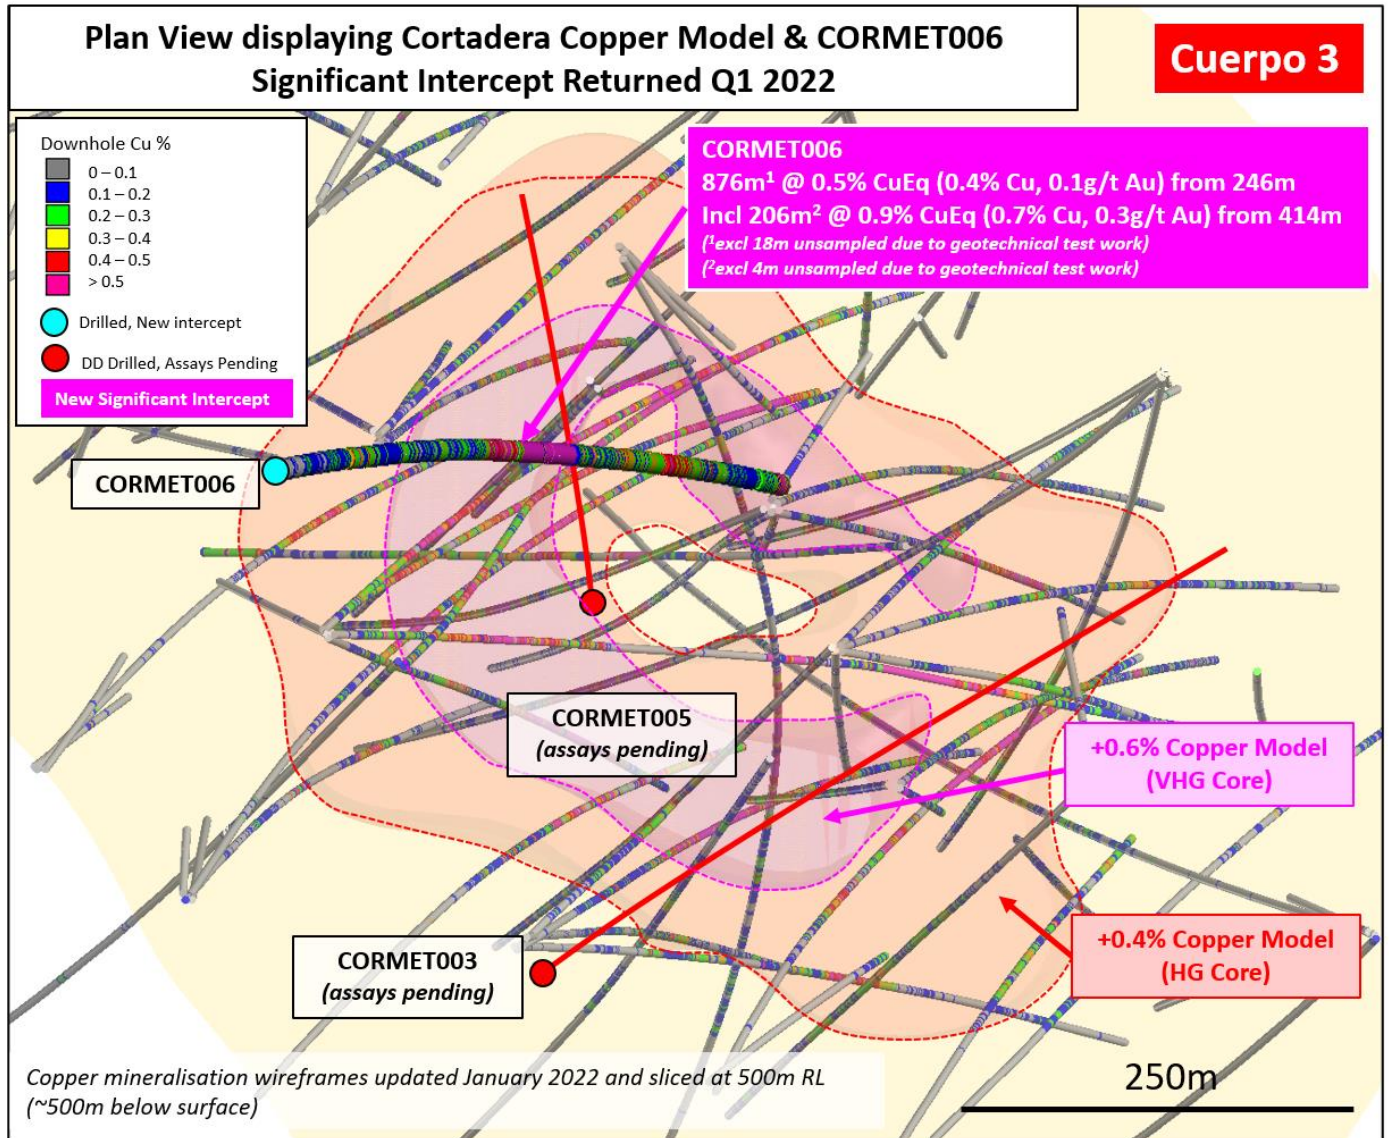 Plan View displaying Cortadera Copper Model & CORMET006
Significant Intercept Returned Q1 2022
Cuerpo 3
Downhole Cu %
0 – 0.1
0.1 – 0.2
0.2 – 0.3
0.3 – 0.4
0.4 – 0.5
> 0.5
Drilled, New intercept
DD Drilled, Assays Pending
New Significant Intercept
CORMET006
876m¹ @ 0.5% CuEq (0.4% Cu, 0.1g/t Au) from 246m
Incl 206m² @ 0.9% CuEq (0.7% Cu, 0.3g/t Au) from 414m
(¹excl 18m unsampled due to geotechnical test work)
(²excl 4m unsampled due to geotechnical test work)
CORMET006
CORMET005
(assays pending)
+0.6% Copper Model
(VHG Core)
+0.4% Copper Model
(HG Core)
CORMET003
(assays pending)
Copper mineralisation wireframes updated January 2022 and sliced at 500m RL
(~500m below surface)
250m